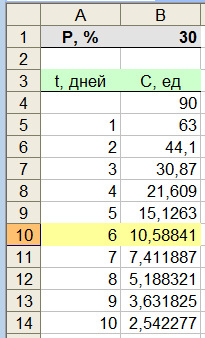 A B
1 P, % 30
2
3 t, дней C, ед
4 90
5 1 63
6 2 44,1
7 3 30,87
8 4 21,609
9 5 15,1263
10 6 10,58841
11 7 7,411887
12 8 5,188321
13 9 3,631825
14 10 2,542277